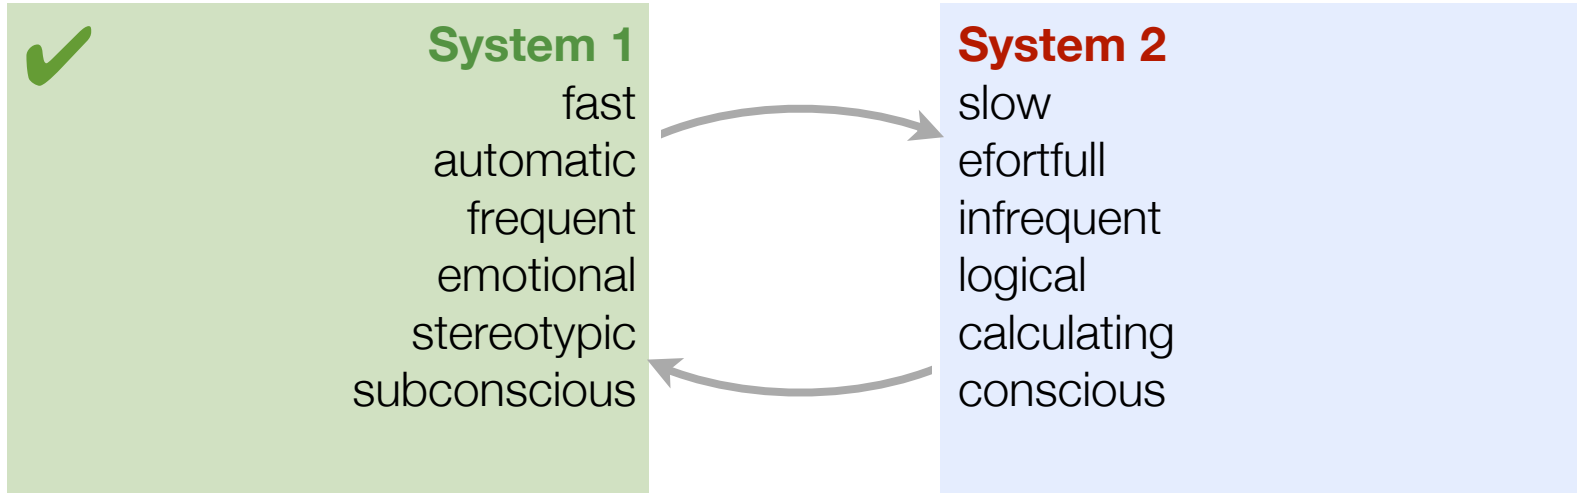 System 1
fast
automatic
frequent
emotional
stereotypic
subconscious
System 2
slow
efortfull
infrequent
logical
calculating
conscious